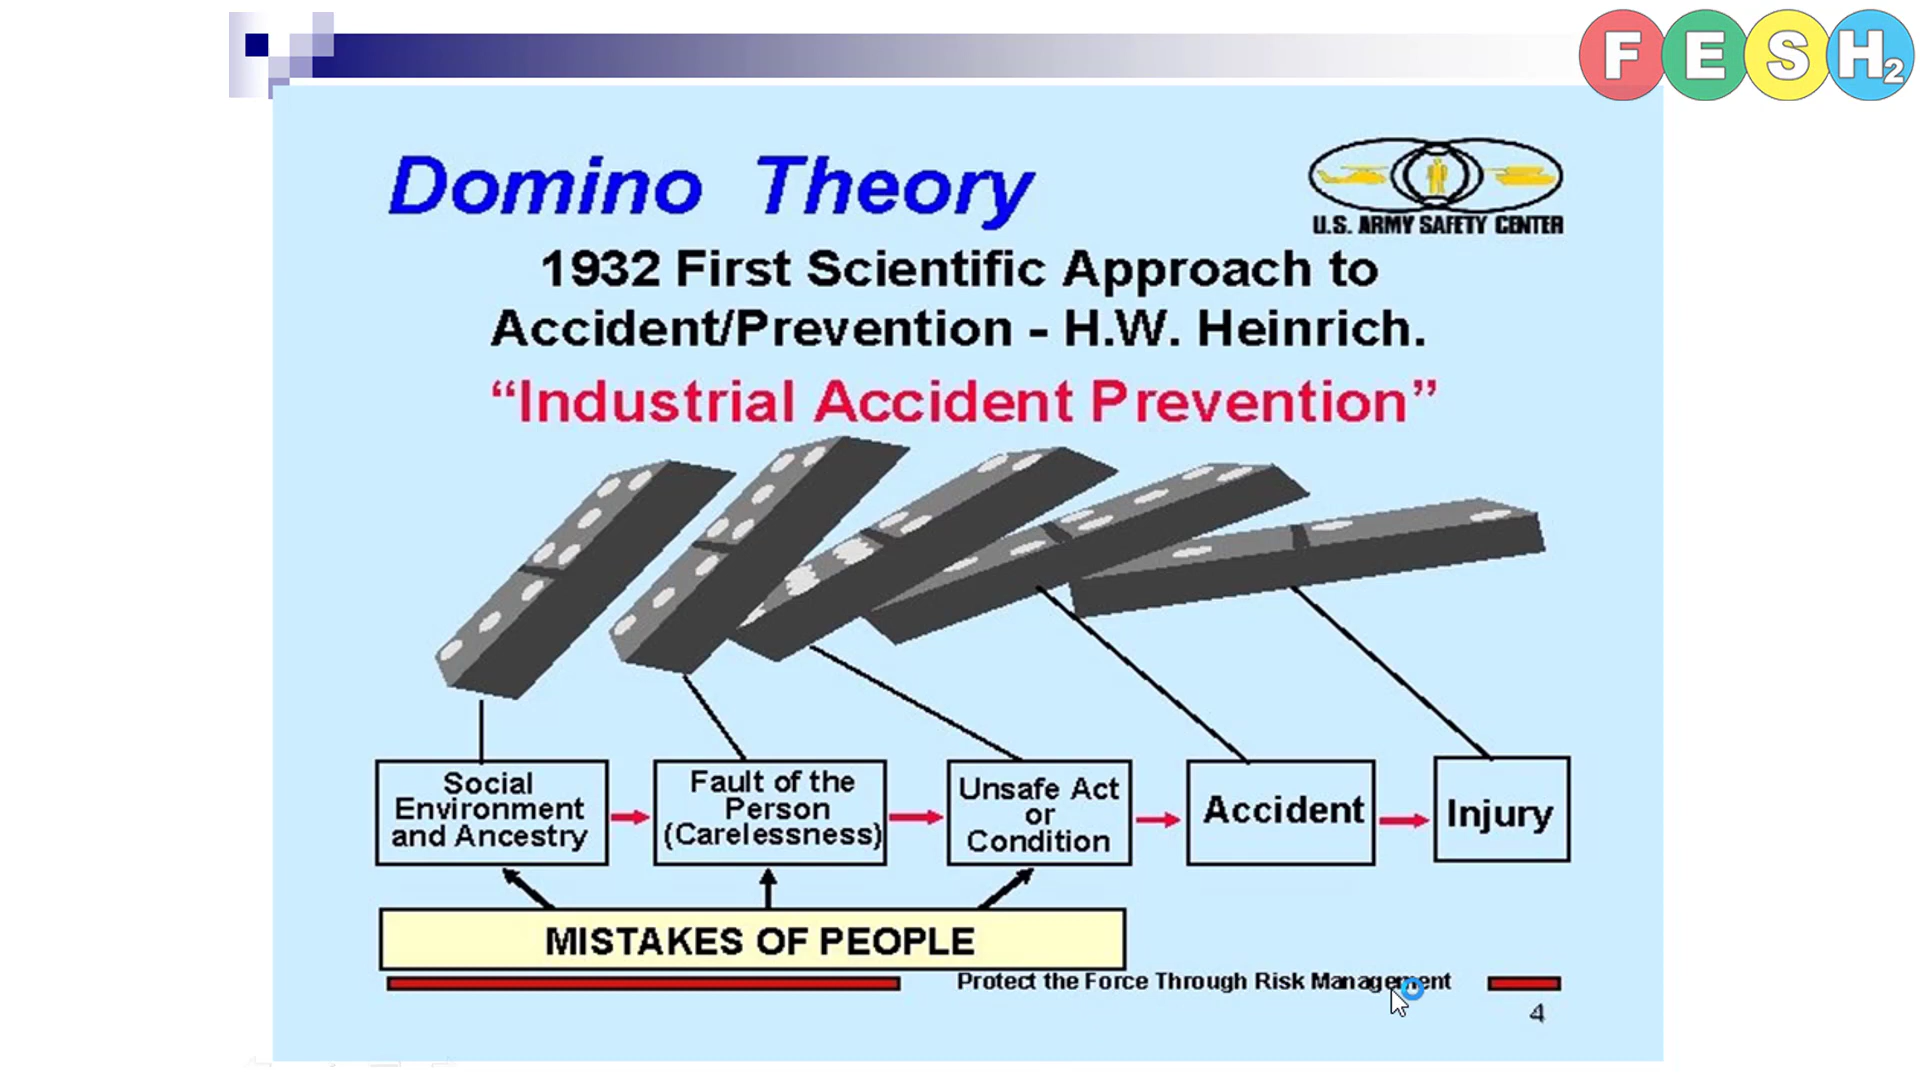 FESH2
Domino Theory
U.S. ARMY SAFETY CENTER
1932 First Scientific Approach to
Accident/Prevention - H.W. Heinrich.
“Industrial Accident Prevention”
Social
Environment
and Ancestry
Fault of the
Person
(Carelessness)
Unsafe Act
or
Condition
Accident
Injury
MISTAKES OF PEOPLE
Protect the Force Through Risk Management
4